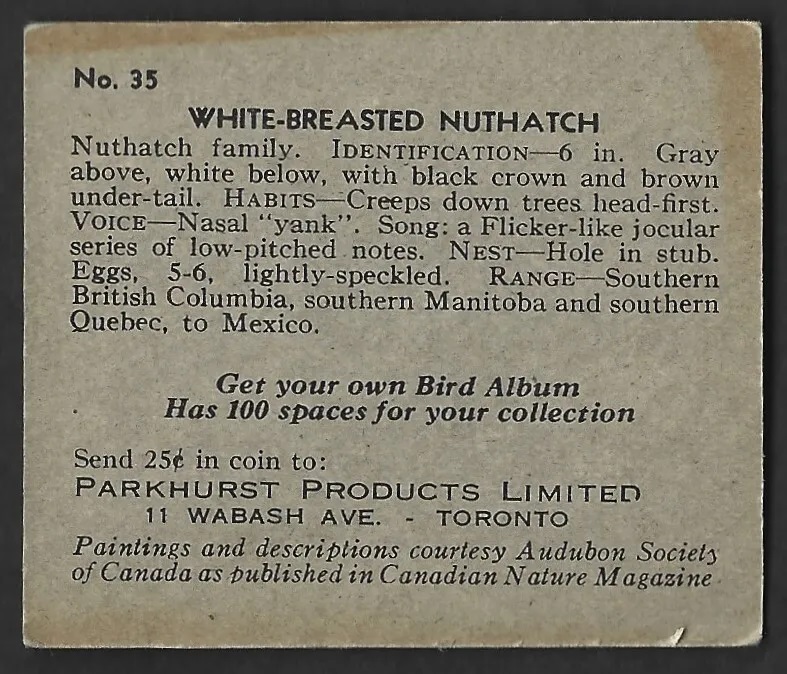 No. 35
WHITE-BREASTED NUTHATCH
Nuthatch family. IDENTIFICATION—6 in. Gray
above, white below, with black crown and brown
under-tail. HABITS—Creeps down trees head-first.
VOICE—Nasal "yank". Song: a Flicker-like jocular
series of low-pitched notes. NEST—Hole in stub.
Eggs, 5-6, lightly-speckled. RANGE—Southern
British Columbia, southern Manitoba and southern
Quebec, to Mexico.
Get your own Bird Album
Has 100 spaces for your collection
Send 25¢ in coin to:
PARKHURST PRODUCTS LIMITED
11 WABASH AVE. - TORONTO
Paintings and descriptions courtesy Audubon Society
of Canada as published in Canadian Nature Magazine